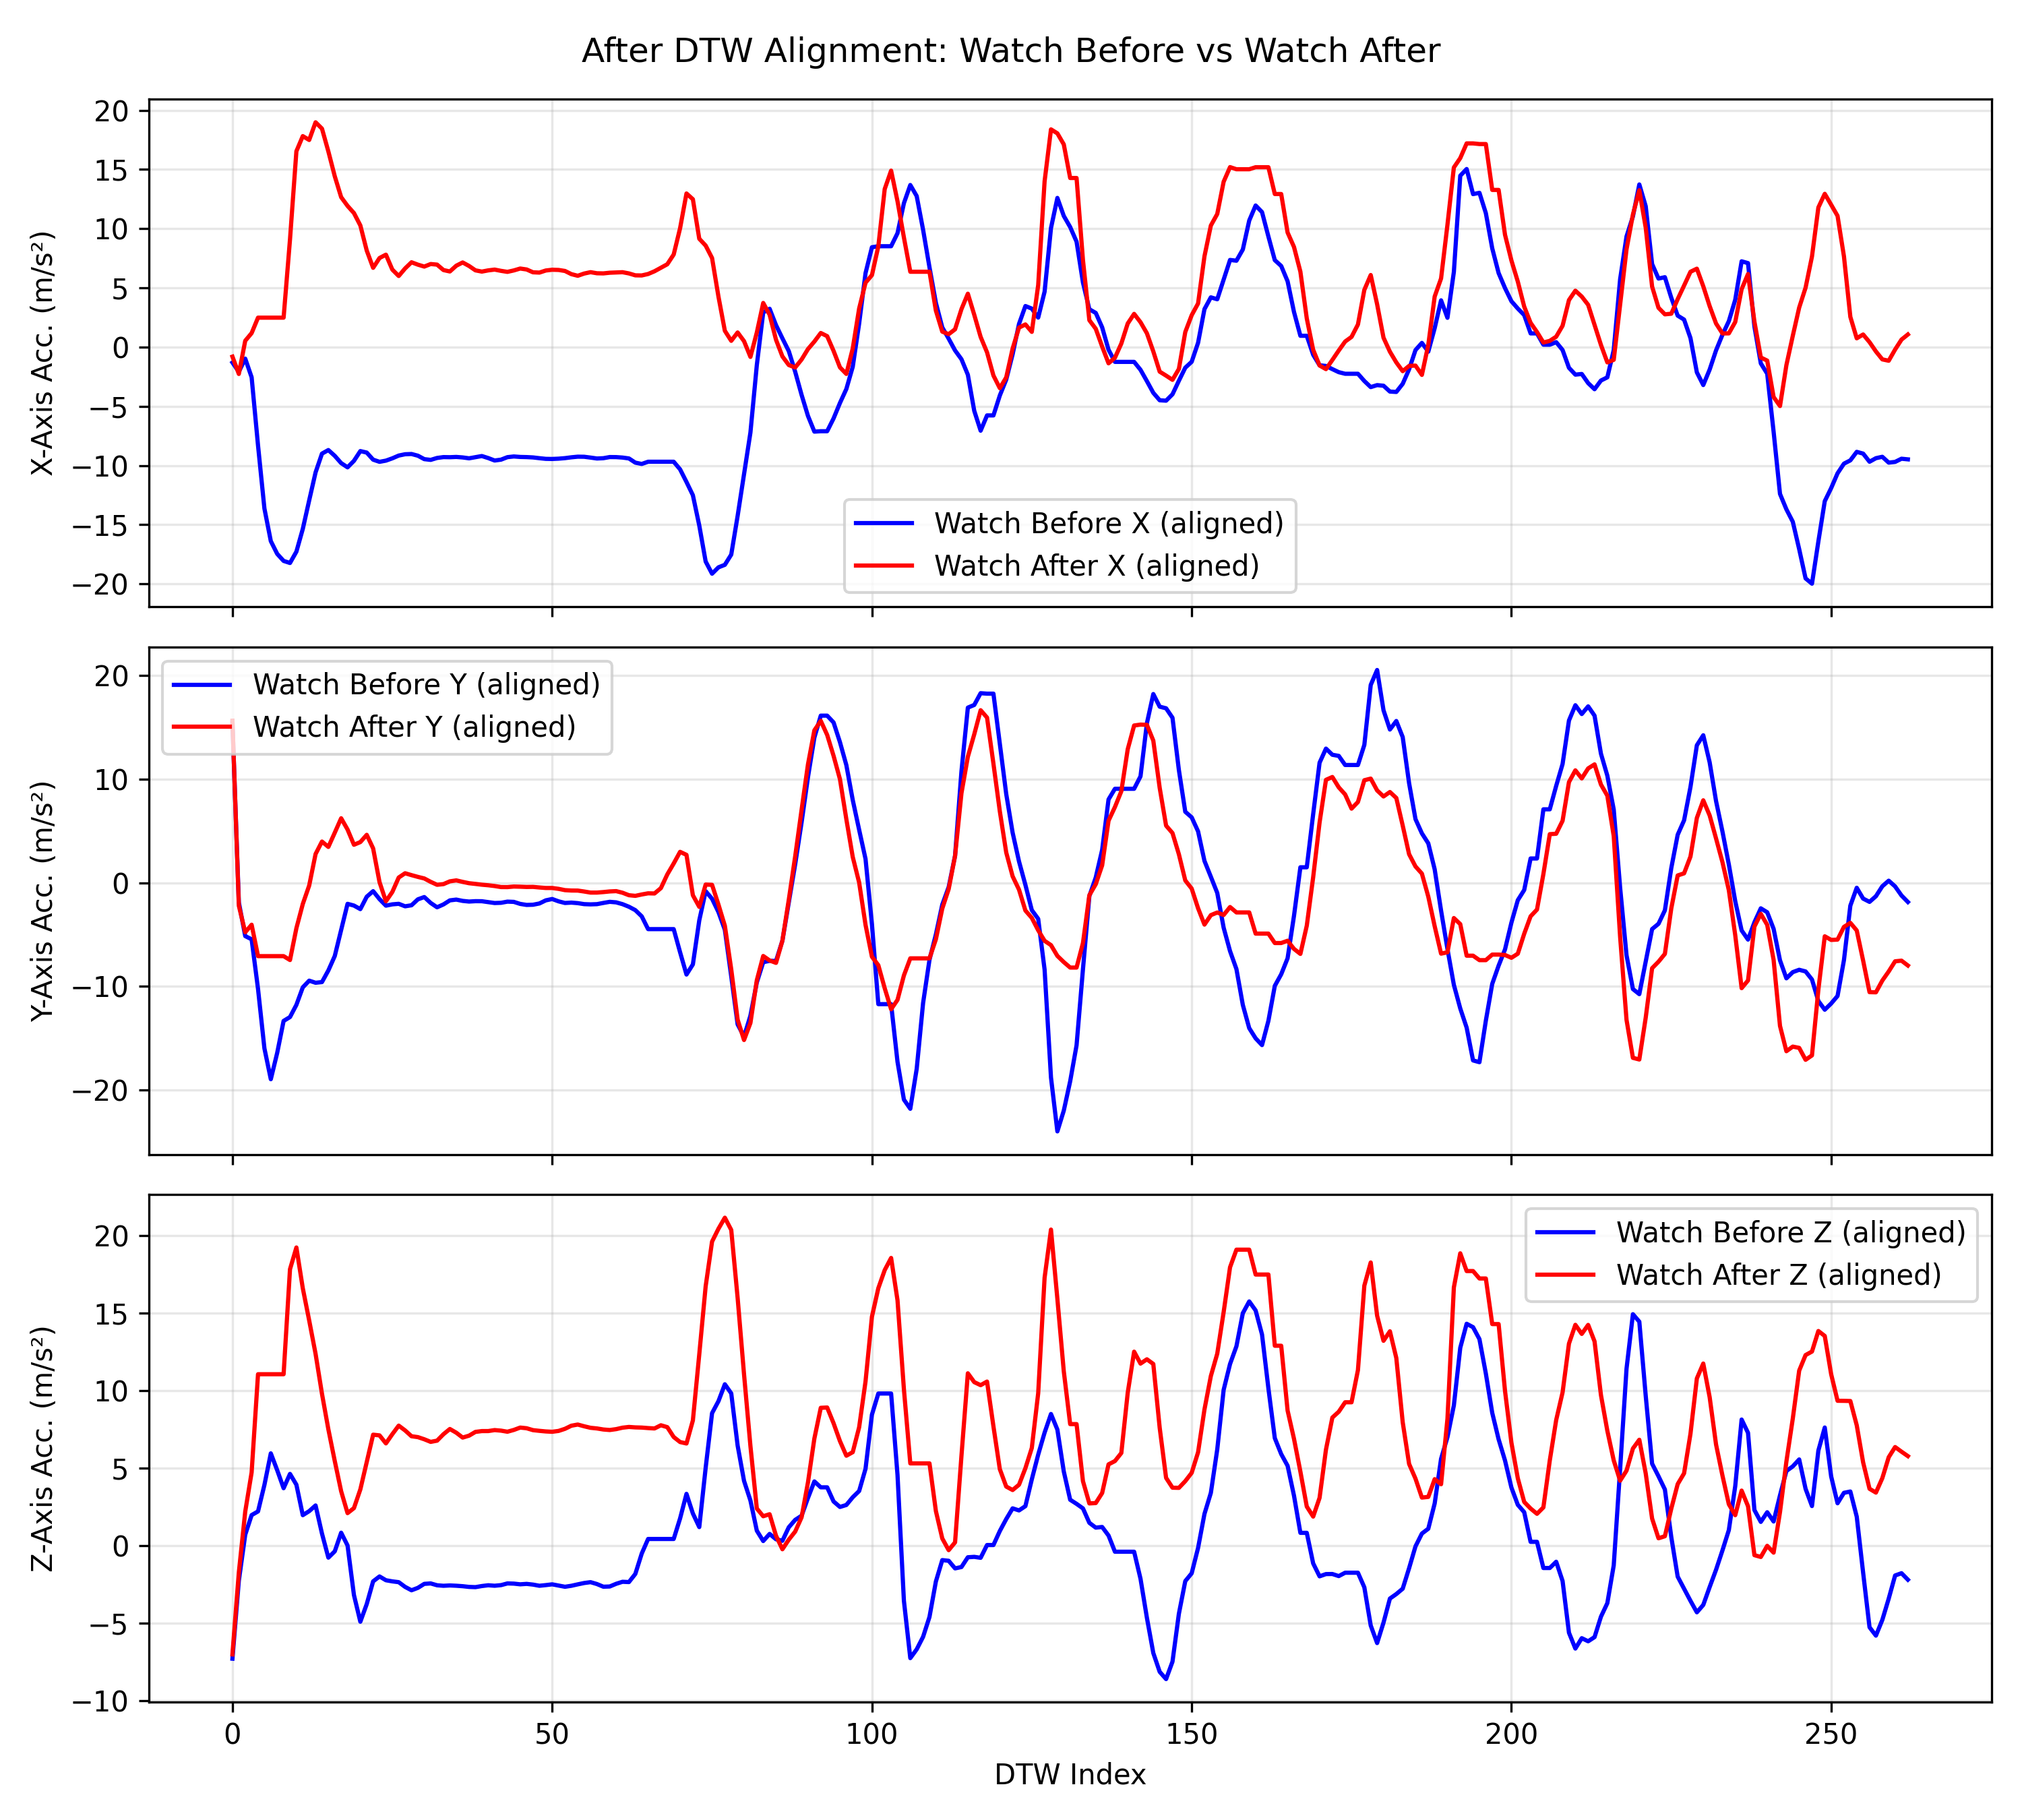 After DTW Alignment: Watch Before vs Watch After
20
15
10
5
0
−5
−10
−15
−20
X-Axis Acc. (m/s²)
Watch Before X (aligned)
Watch After X (aligned)
20
10
0
−10
−20
Y-Axis Acc. (m/s²)
Watch Before Y (aligned)
Watch After Y (aligned)
20
15
10
5
0
−5
−10
Z-Axis Acc. (m/s²)
Watch Before Z (aligned)
Watch After Z (aligned)
0 50 100 150 200 250
DTW Index